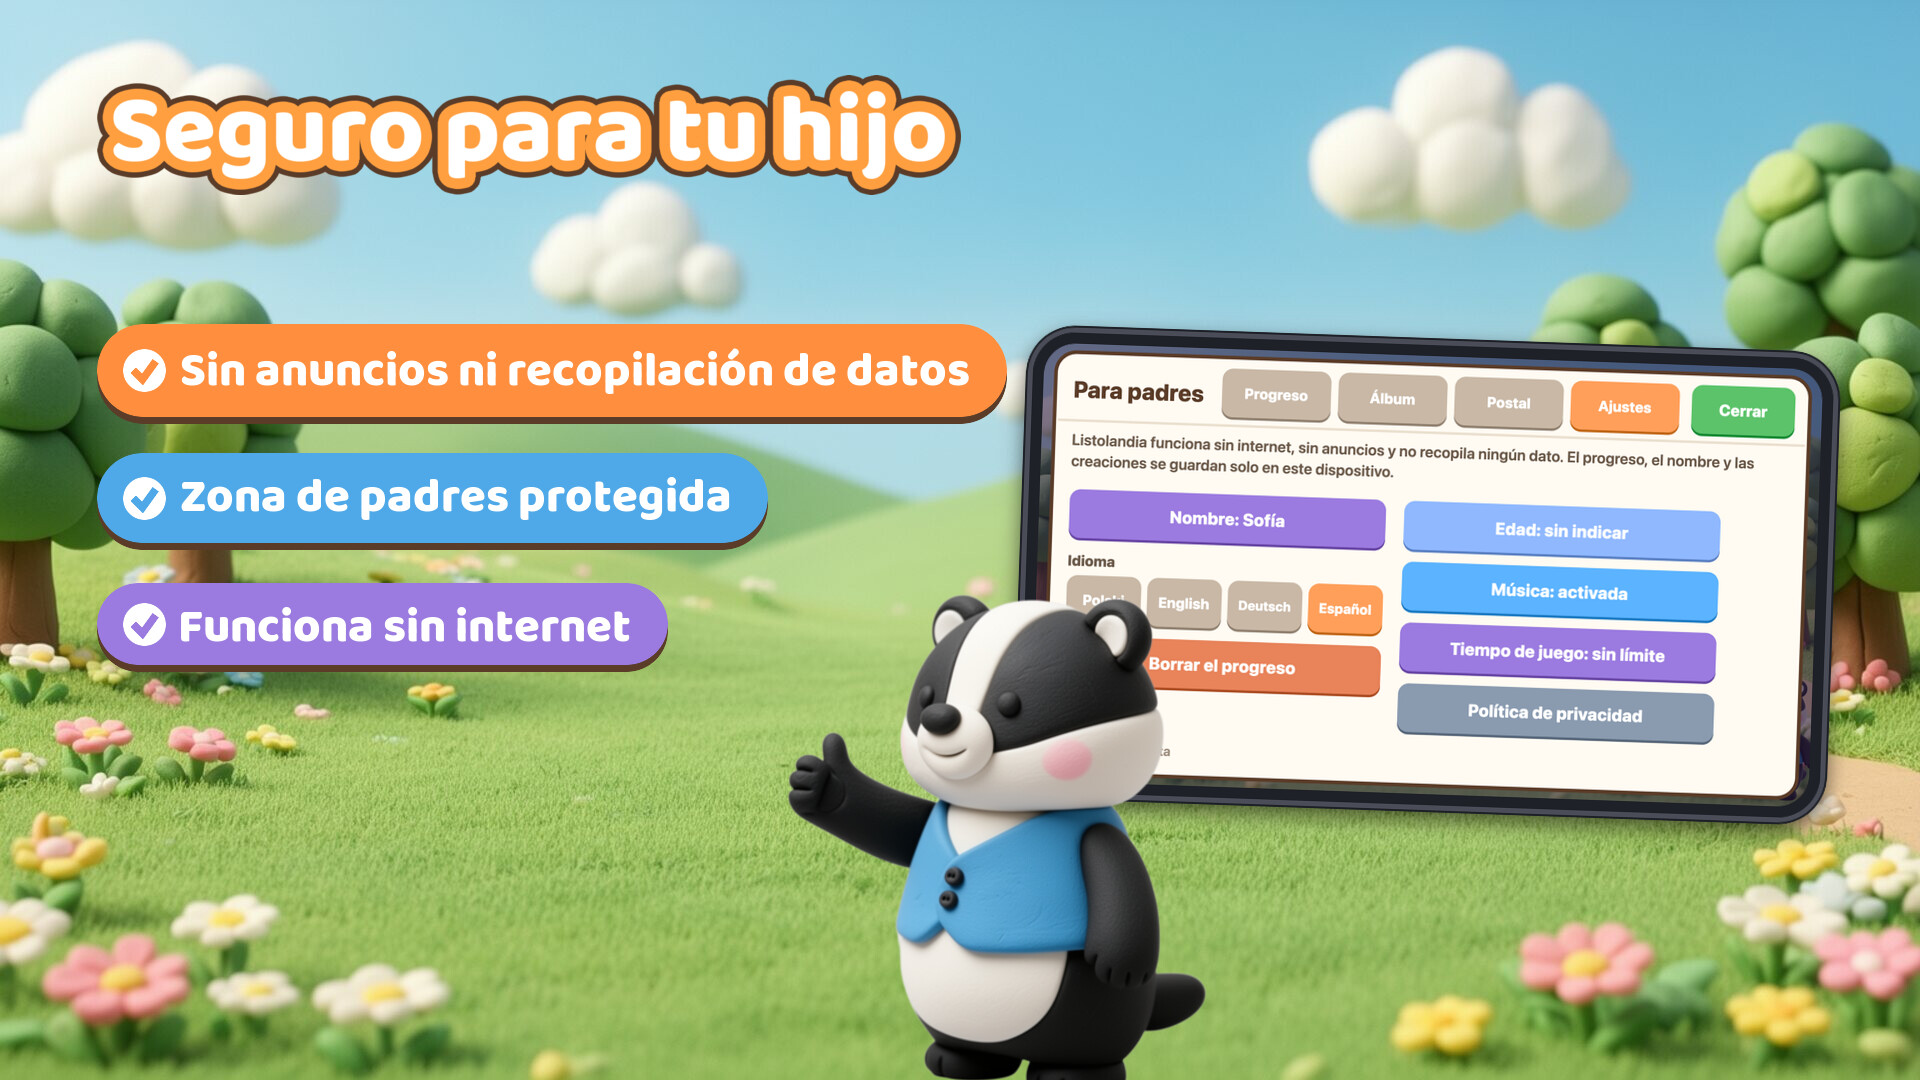 Seguro para tu hijo
Sin anuncios ni recopilación de datos
Zona de padres protegida
Funciona sin internet
Para padres
Progreso
Álbum
Postal
Ajustes
Cerrar
Listolandia funciona sin internet, sin anuncios y no recopila ningún dato. El progreso, el nombre y las
creaciones se guardan solo en este dispositivo.
Nombre: Sofía
Edad: sin indicar
Idioma
English
Deutsch
Español
Música: activada
Borrar el progreso
Tiempo de juego: sin límite
Política de privacidad